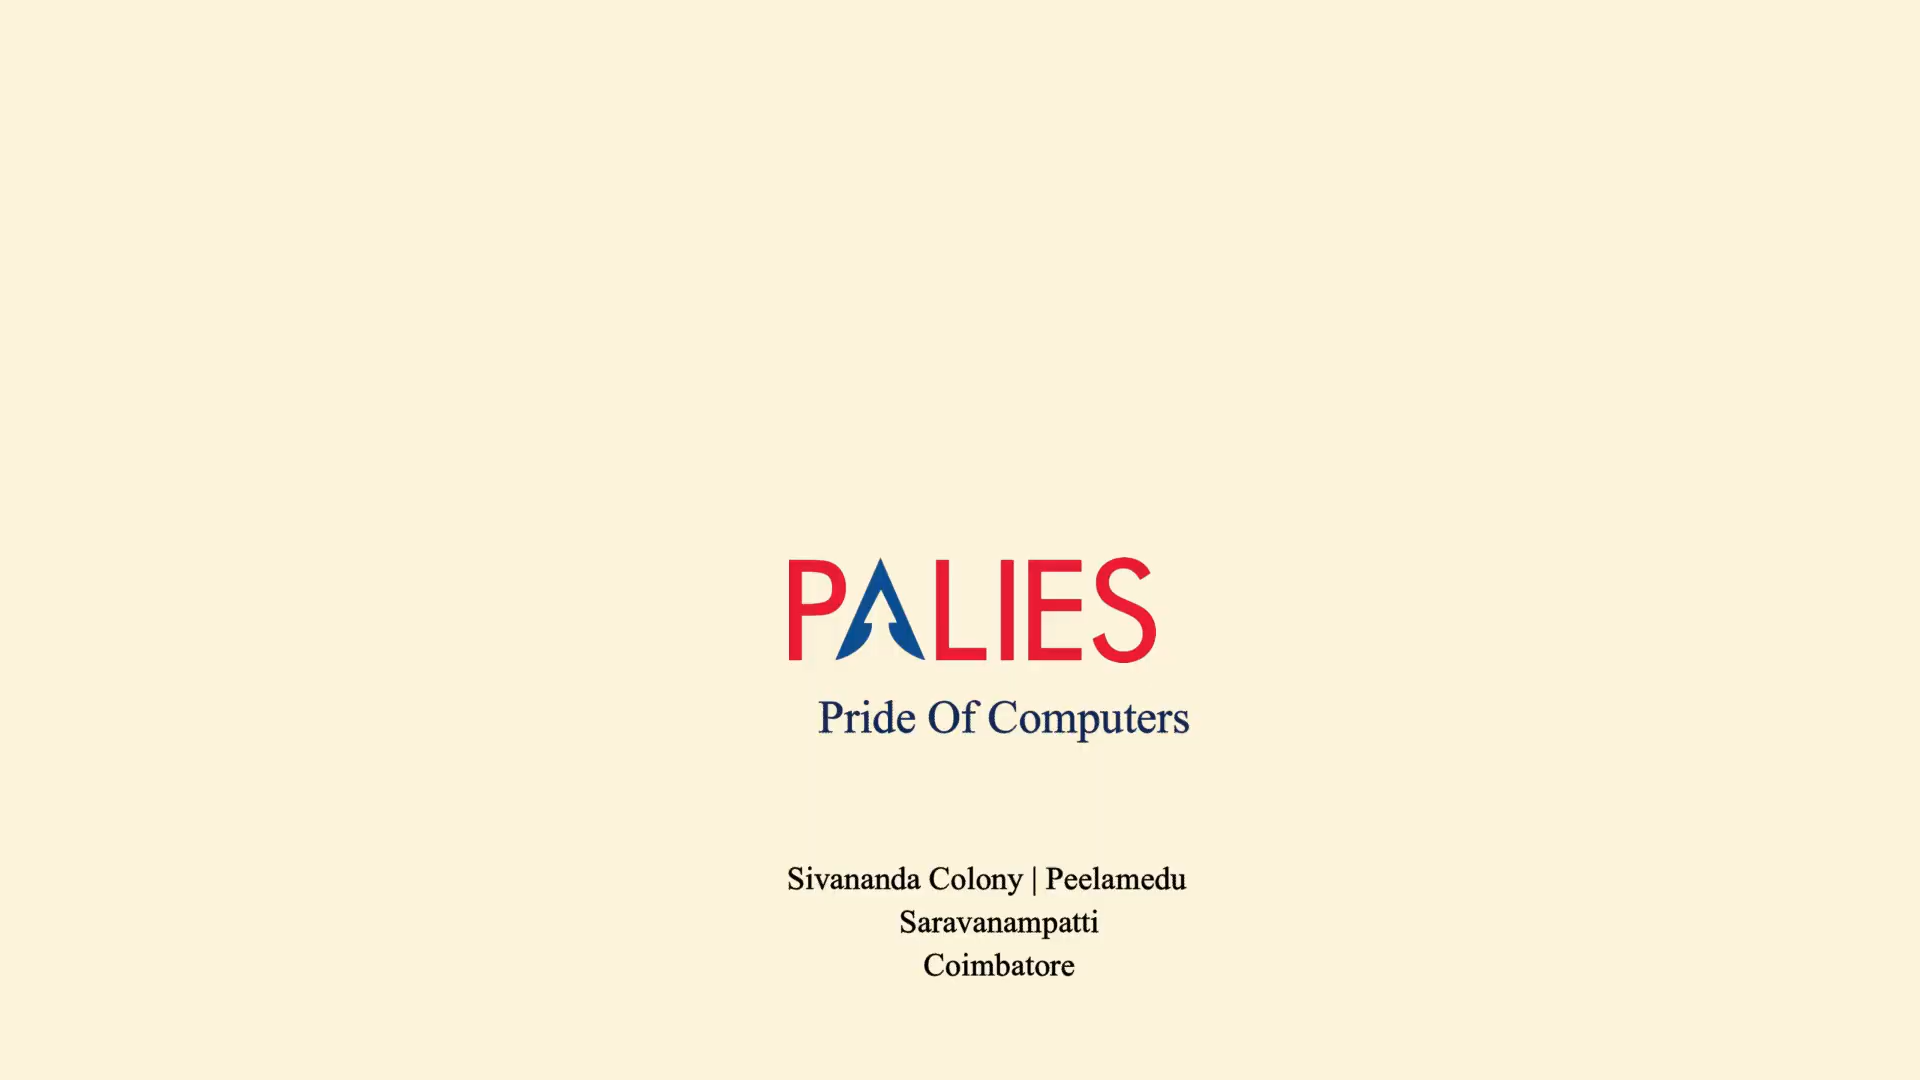 PALIES
Pride Of Computers
Sivananda Colony | Peelamedu
Saravanampatti
Coimbatore